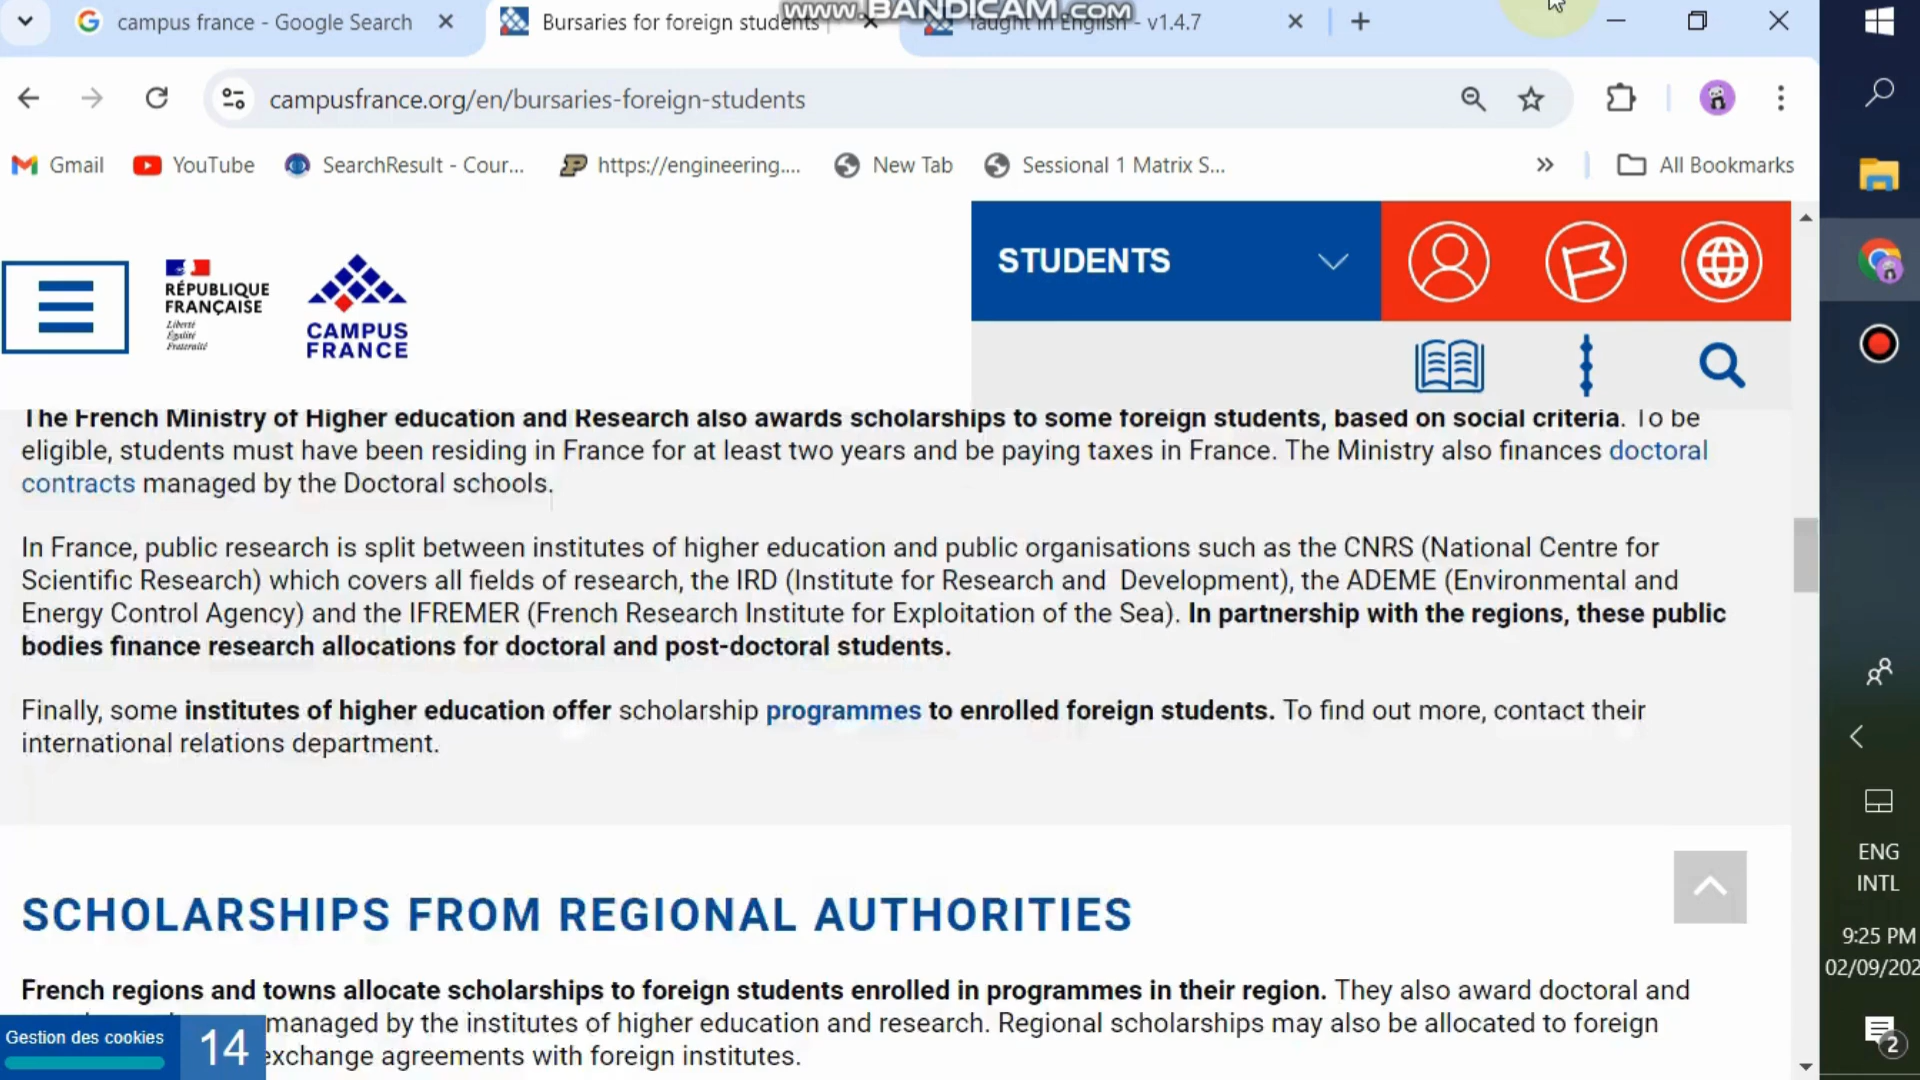 www.BANDICAM.com
campus france - Google Search
Bursaries for foreign students
Taught in English - v1.4.7
campusfrance.org/en/bursaries-foreign-students
Gmail
YouTube
SearchResult - Cour...
https://engineering....
New Tab
Sessional 1 Matrix S...
All Bookmarks
RÉPUBLIQUE
FRANÇAISE
Liberté
Égalité
Fraternité
CAMPUS
FRANCE
STUDENTS
The French Ministry of Higher education and Research also awards scholarships to some foreign students, based on social criteria. To be
eligible, students must have been residing in France for at least two years and be paying taxes in France. The Ministry also finances doctoral
contracts managed by the Doctoral schools.
In France, public research is split between institutes of higher education and public organisations such as the CNRS (National Centre for
Scientific Research) which covers all fields of research, the IRD (Institute for Research and Development), the ADEME (Environmental and
Energy Control Agency) and the IFREMER (French Research Institute for Exploitation of the Sea). In partnership with the regions, these public
bodies finance research allocations for doctoral and post-doctoral students.
Finally, some institutes of higher education offer scholarship programmes to enrolled foreign students. To find out more, contact their
international relations department.
SCHOLARSHIPS FROM REGIONAL AUTHORITIES
French regions and towns allocate scholarships to foreign students enrolled in programmes in their region. They also award doctoral and
managed by the institutes of higher education and research. Regional scholarships may also be allocated to foreign
exchange agreements with foreign institutes.
Gestion des cookies
14
ENG
INTL
9:25 PM
02/09/202
2